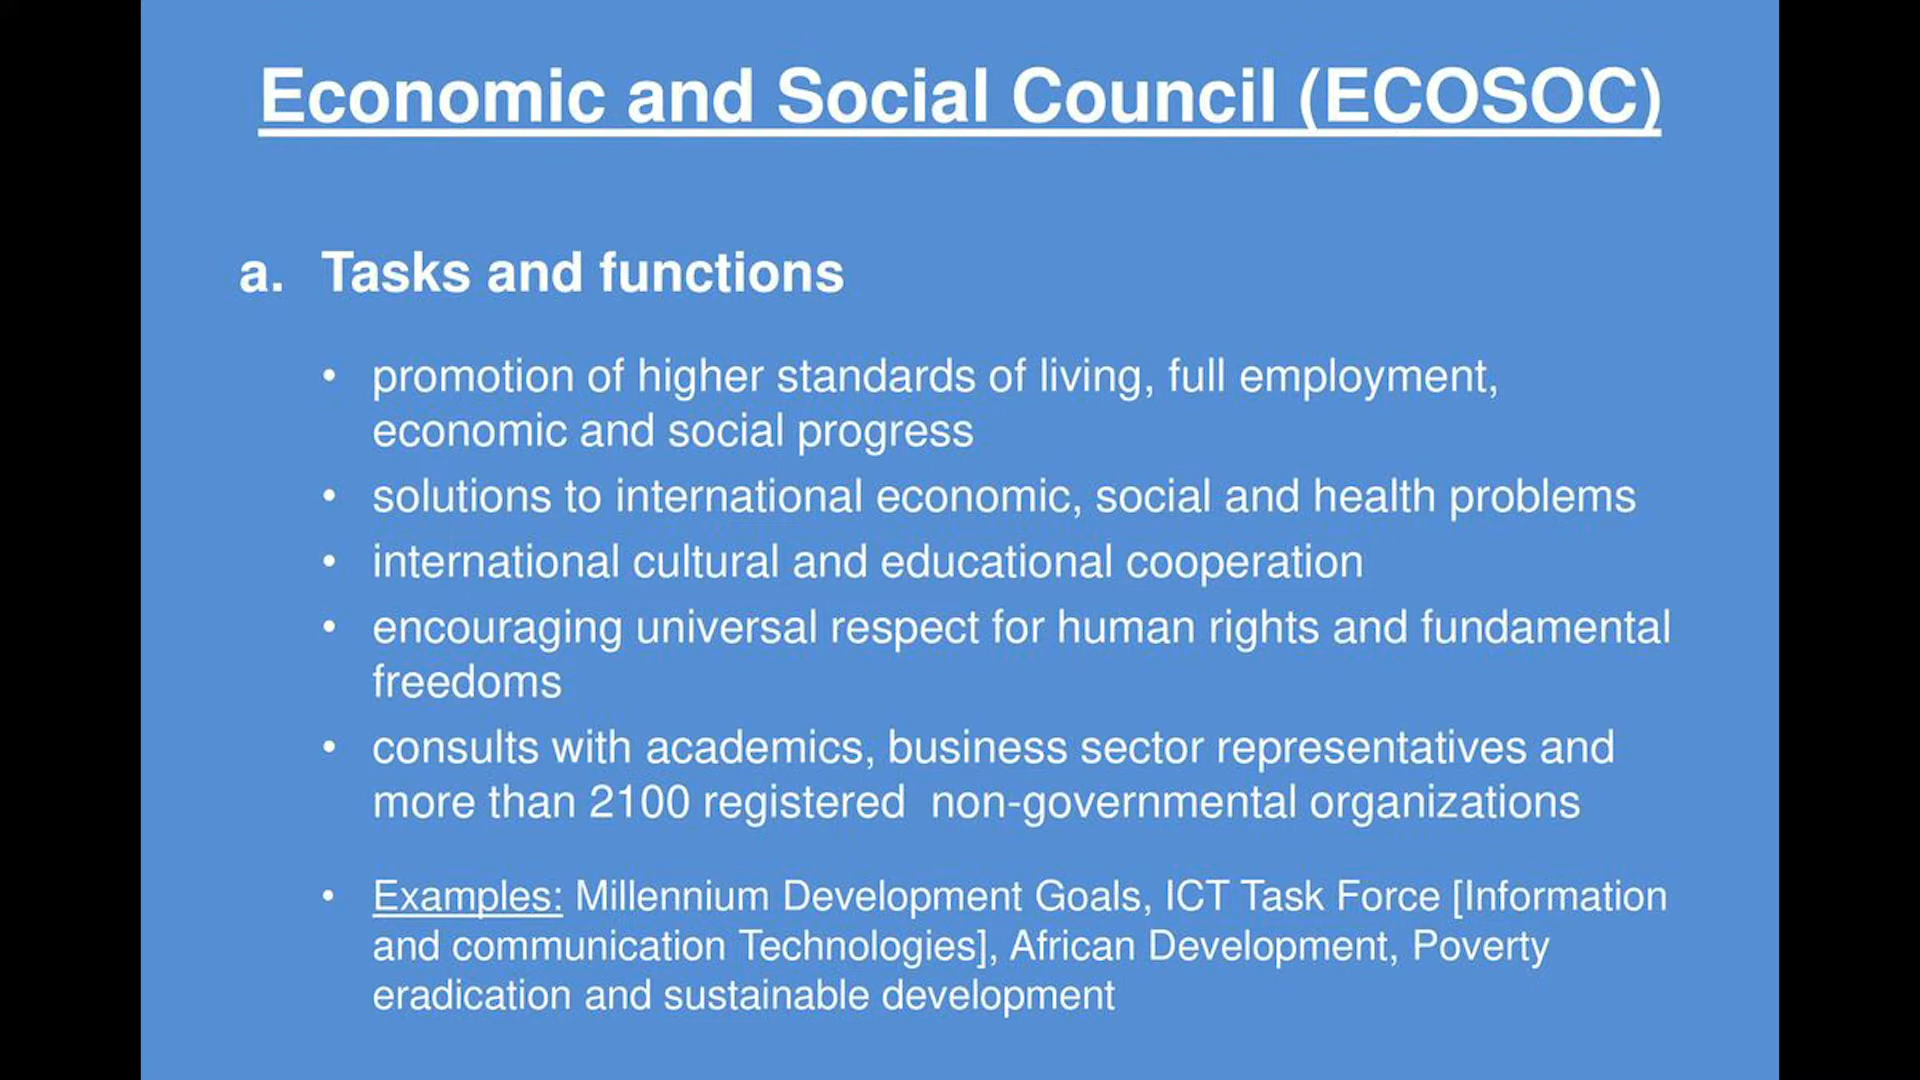 Economic and Social Council (ECOSOC)
a. Tasks and functions
• promotion of higher standards of living, full employment,
economic and social progress
• solutions to international economic, social and health problems
• international cultural and educational cooperation
• encouraging universal respect for human rights and fundamental
freedoms
• consults with academics, business sector representatives and
more than 2100 registered  non-governmental organizations
• Examples: Millennium Development Goals, ICT Task Force [Information
and communication Technologies], African Development, Poverty
eradication and sustainable development